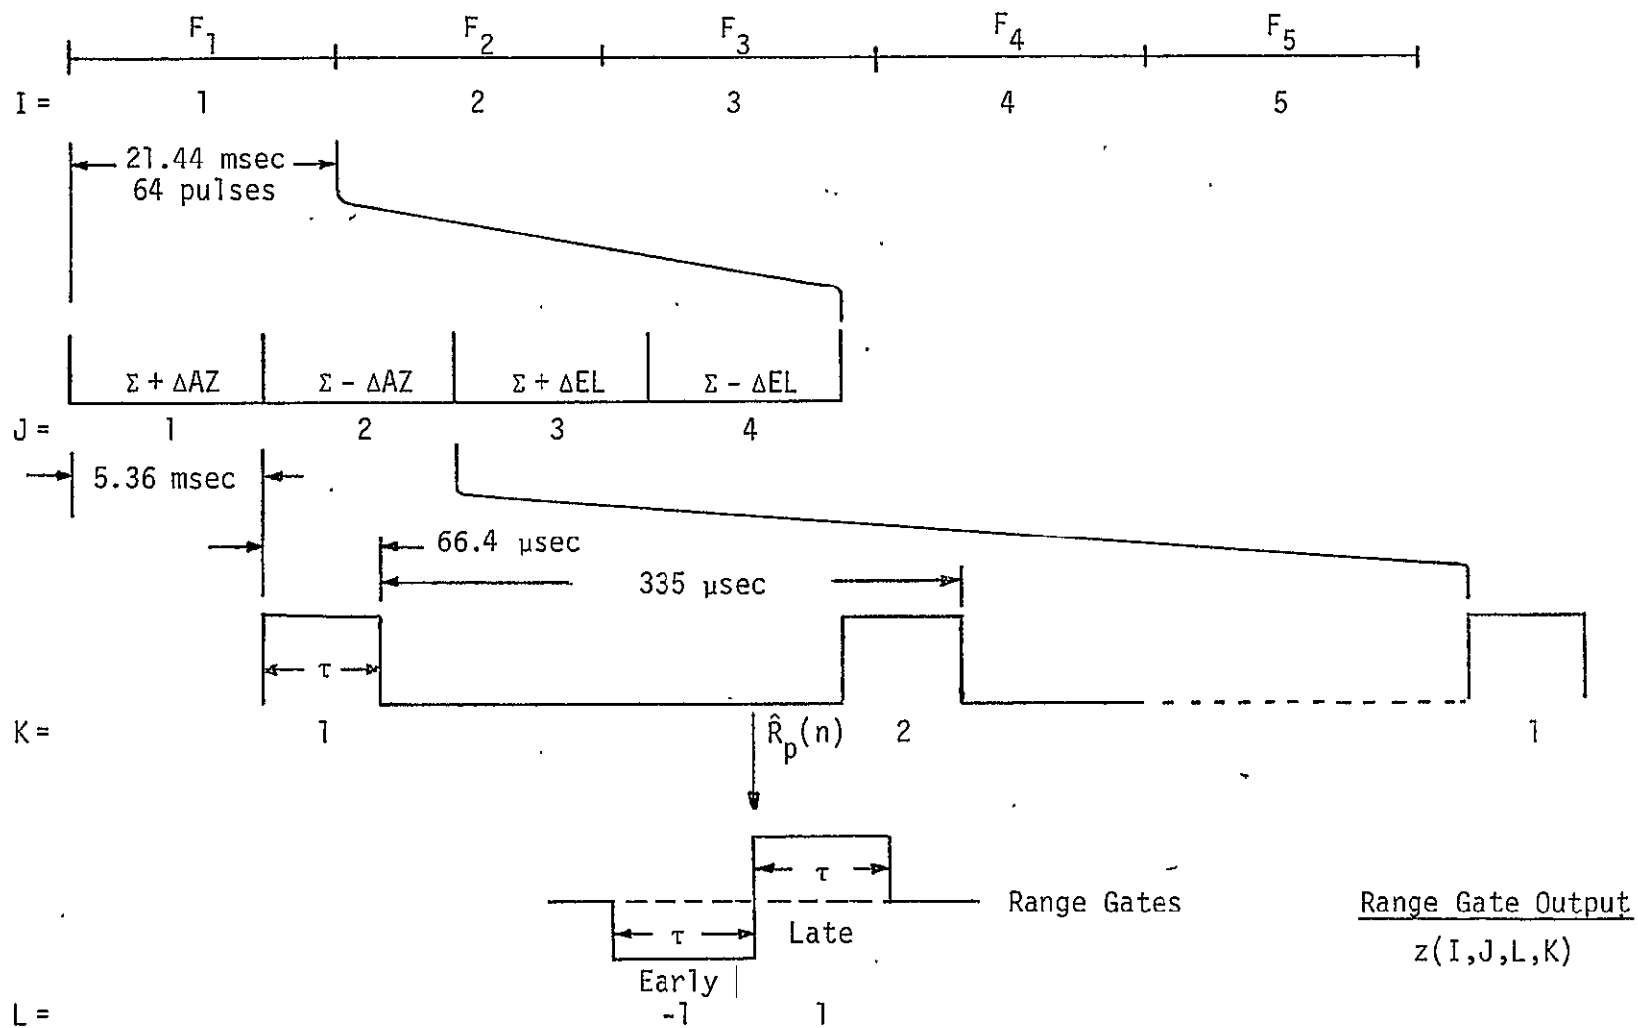 F1 F2 F3 F4 F5
I = 1 2 3 4 5
21.44 msec
64 pulses
Σ + ΔAZ Σ - ΔAZ Σ + ΔEL Σ - ΔEL
J = 1 2 3 4
5.36 msec
66.4 μsec
335 μsec
τ
K = 1 R̂p(n) 2 1
τ
Range Gates Range Gate Output
τ Late
z(I,J,L,K)
Early
L = -1 1